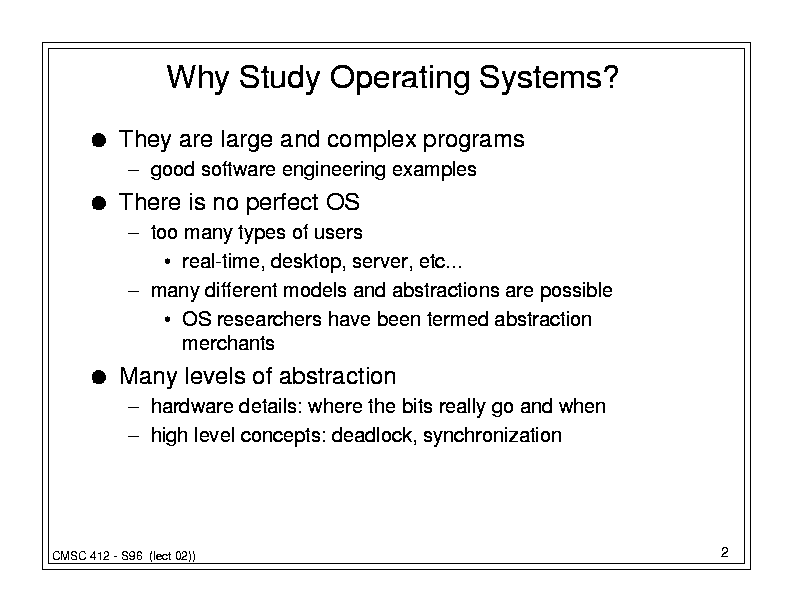 Why Study Operating Systems?
● They are large and complex programs
– good software engineering examples
● There is no perfect OS
– too many types of users
• real-time, desktop, server, etc...
– many different models and abstractions are possible
• OS researchers have been termed abstraction
merchants
● Many levels of abstraction
– hardware details: where the bits really go and when
– high level concepts: deadlock, synchronization
CMSC 412 - S96 (lect 02))
2